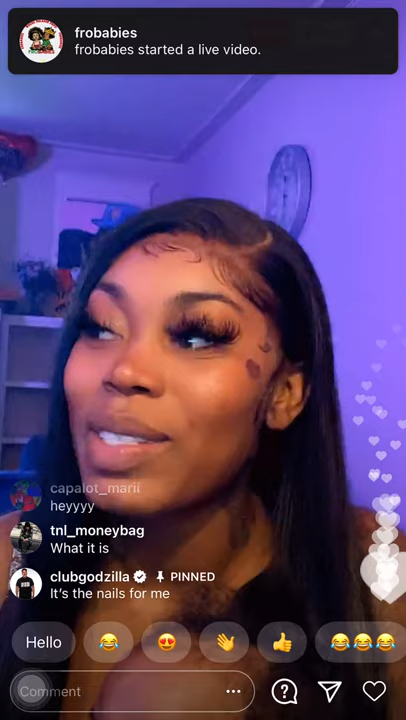 frobabies
frobabies started a live video.
capalot_marii
heyyyy
tnl_moneybag
What it is
clubgodzilla PINNED
It's the nails for me
Hello
Comment